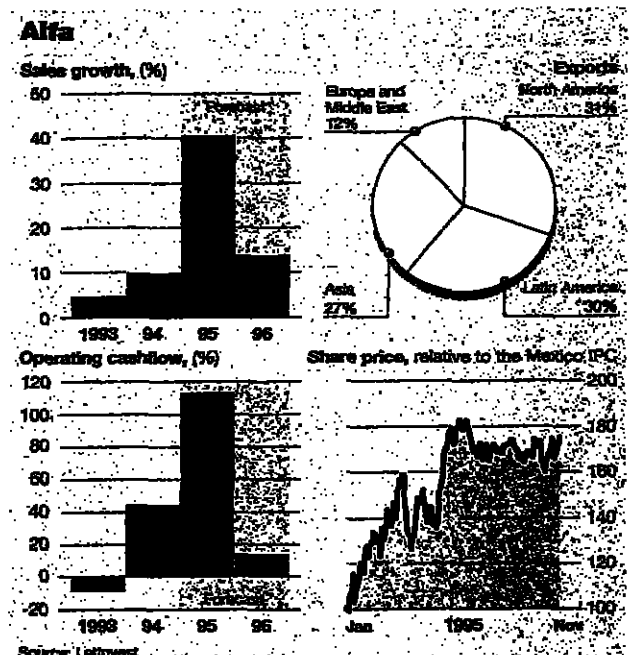 Alfa
Sales growth, (%)
50
Forecast
40
30
20
10
0
1993 94 95 96
Exports
North America
31%
Europe and
Middle East
12%
Asia
27%
Latin America
30%
Operating cashflow, (%)
120
100
80
60
40
20
0
-20
Forecast
1993 94 95 96
Share price, relative to the Mexico IPC
200
180
160
140
120
100
Jan 1995 Nov
Source: